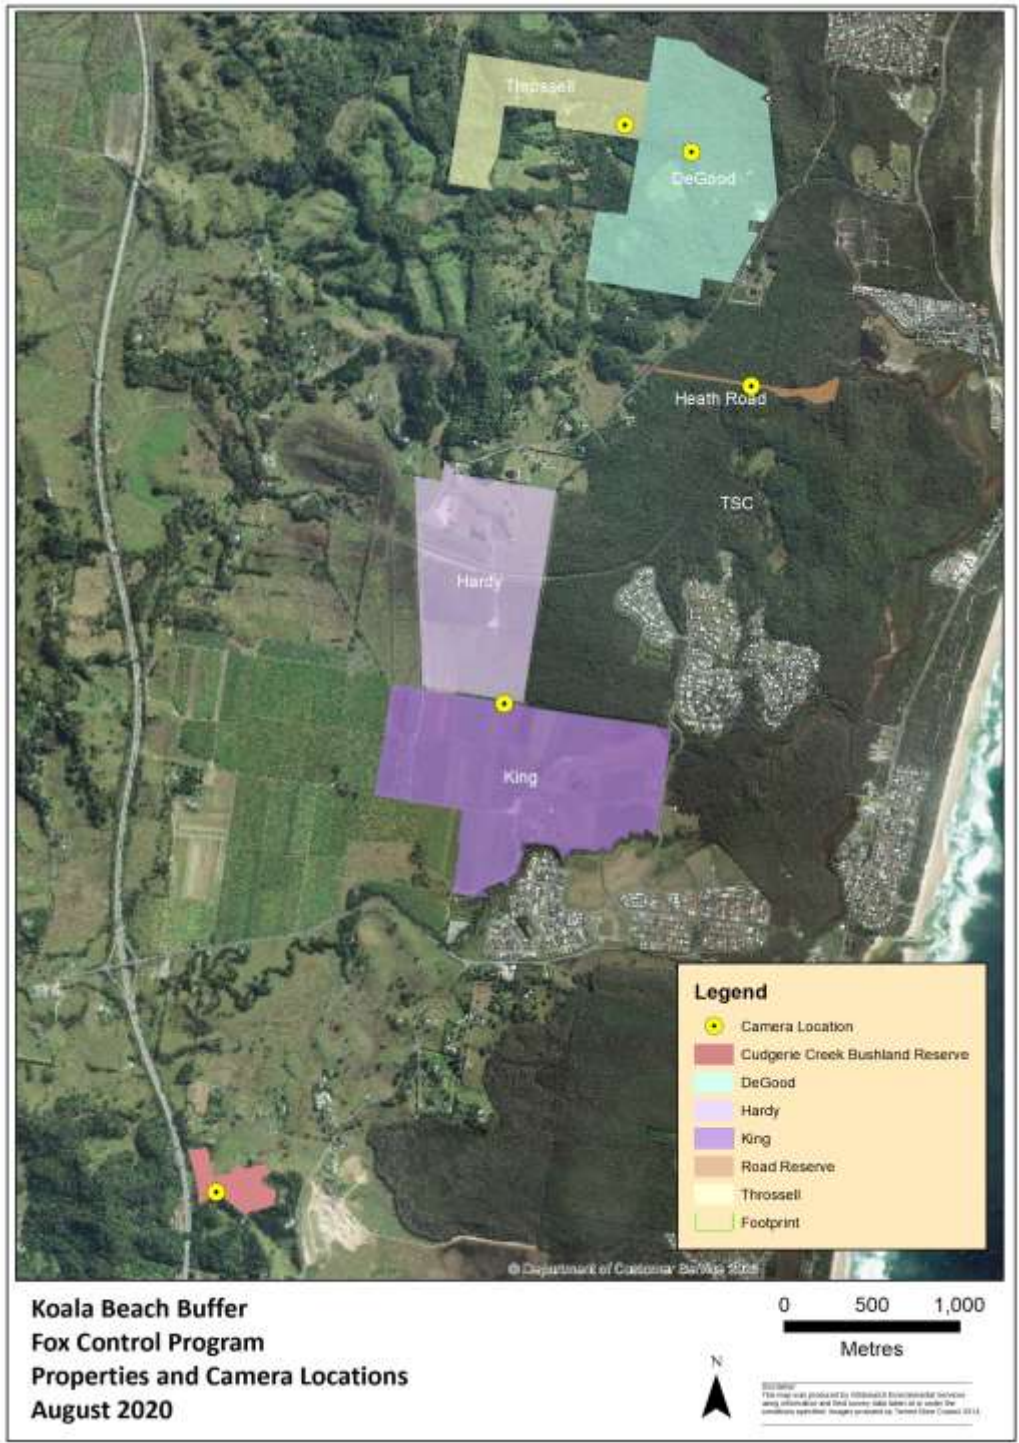 Throssell
DeGood
Heath Road
TSC
Hardy
King
Legend
Camera Location
Cudgerie Creek Bushland Reserve
DeGood
Hardy
King
Road Reserve
Throssell
Footprint
© Department of Customer Service 2020
Koala Beach Buffer
Fox Control Program
Properties and Camera Locations
August 2020
0 500 1,000
Metres
N
Disclaimer